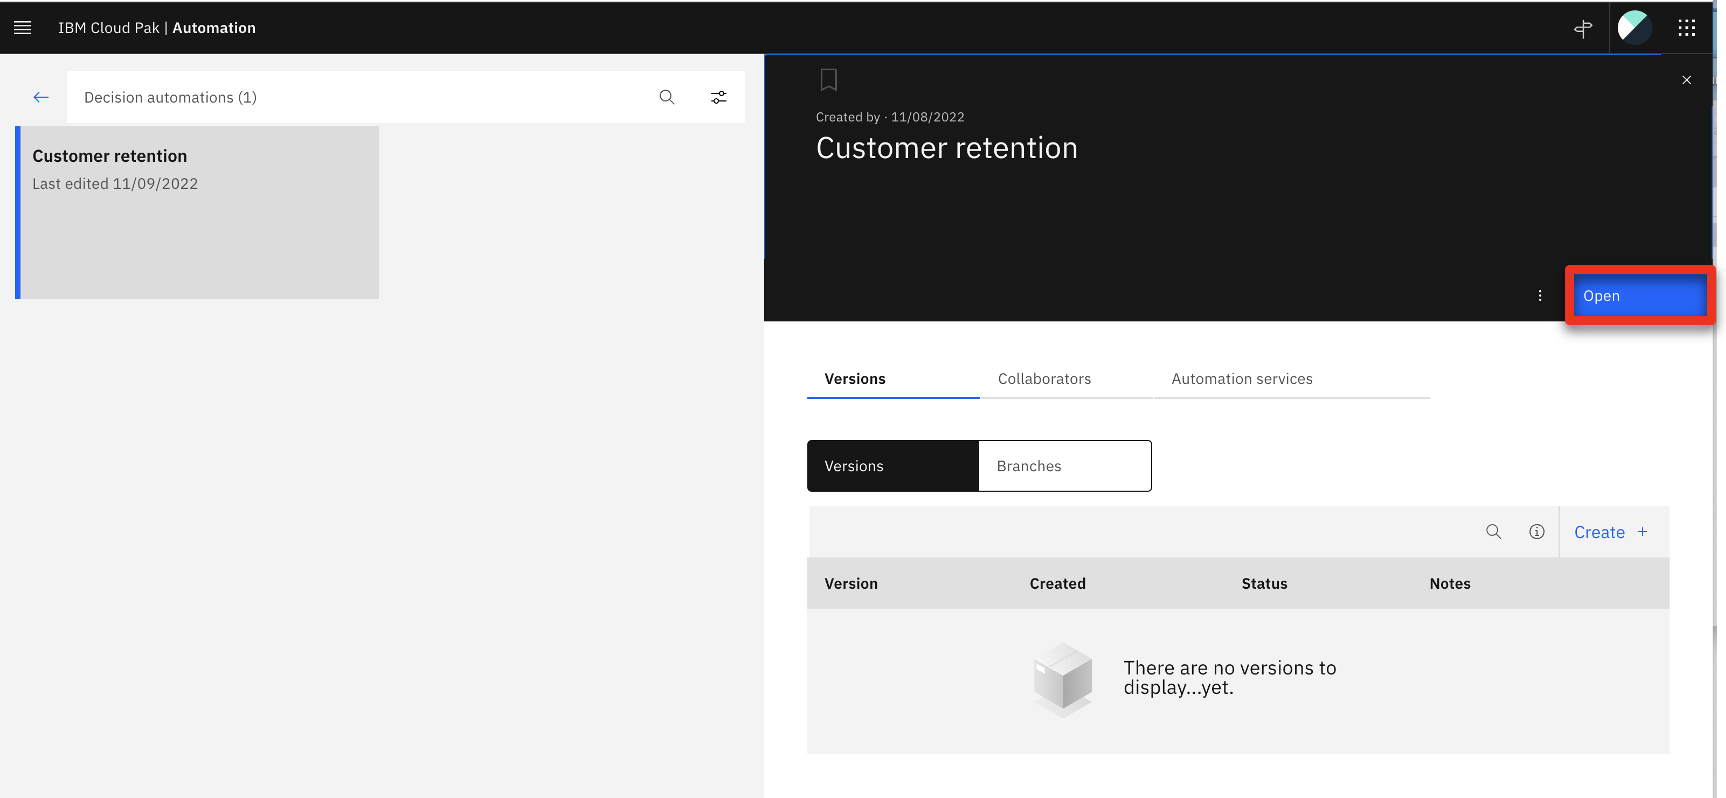 IBM Cloud Pak | Automation
Decision automations (1)
Customer retention
Last edited 11/09/2022
Created by · 11/08/2022
Customer retention
Open
Versions
Collaborators
Automation services
Versions
Branches
Create +
Version
Created
Status
Notes
There are no versions to
display...yet.